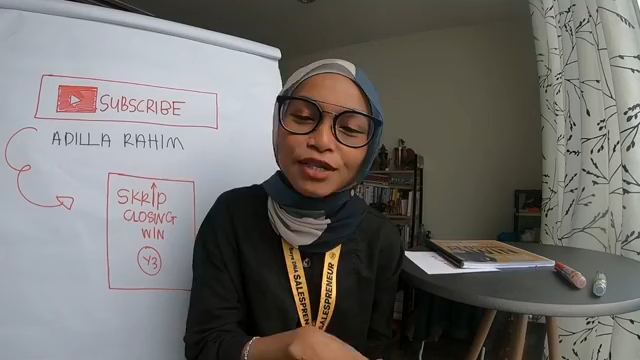 SUBSCRIBE
ADILLA RAHIM
SKRIP
CLOSING
WIN
Y3
SALESPRENEUR
SALESPRENEUR